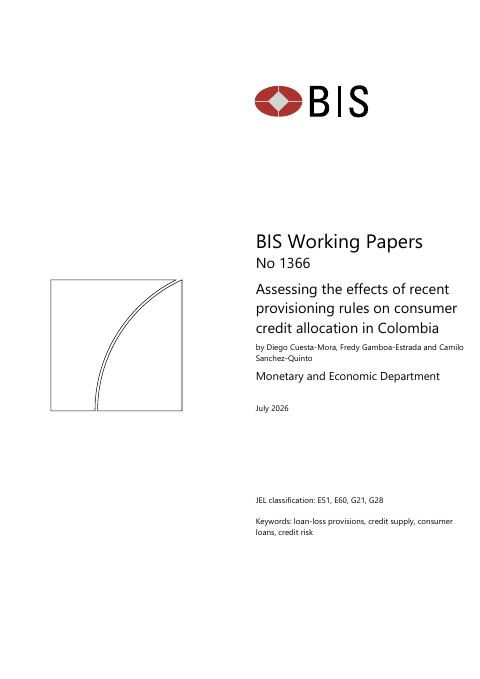 BIS
BIS Working Papers
No 1366
Assessing the effects of recent
provisioning rules on consumer
credit allocation in Colombia
by Diego Cuesta-Mora, Fredy Gamboa-Estrada and Camilo
Sanchez-Quinto
Monetary and Economic Department
July 2026
JEL classification: E51, E60, G21, G28
Keywords: loan-loss provisions, credit supply, consumer
loans, credit risk